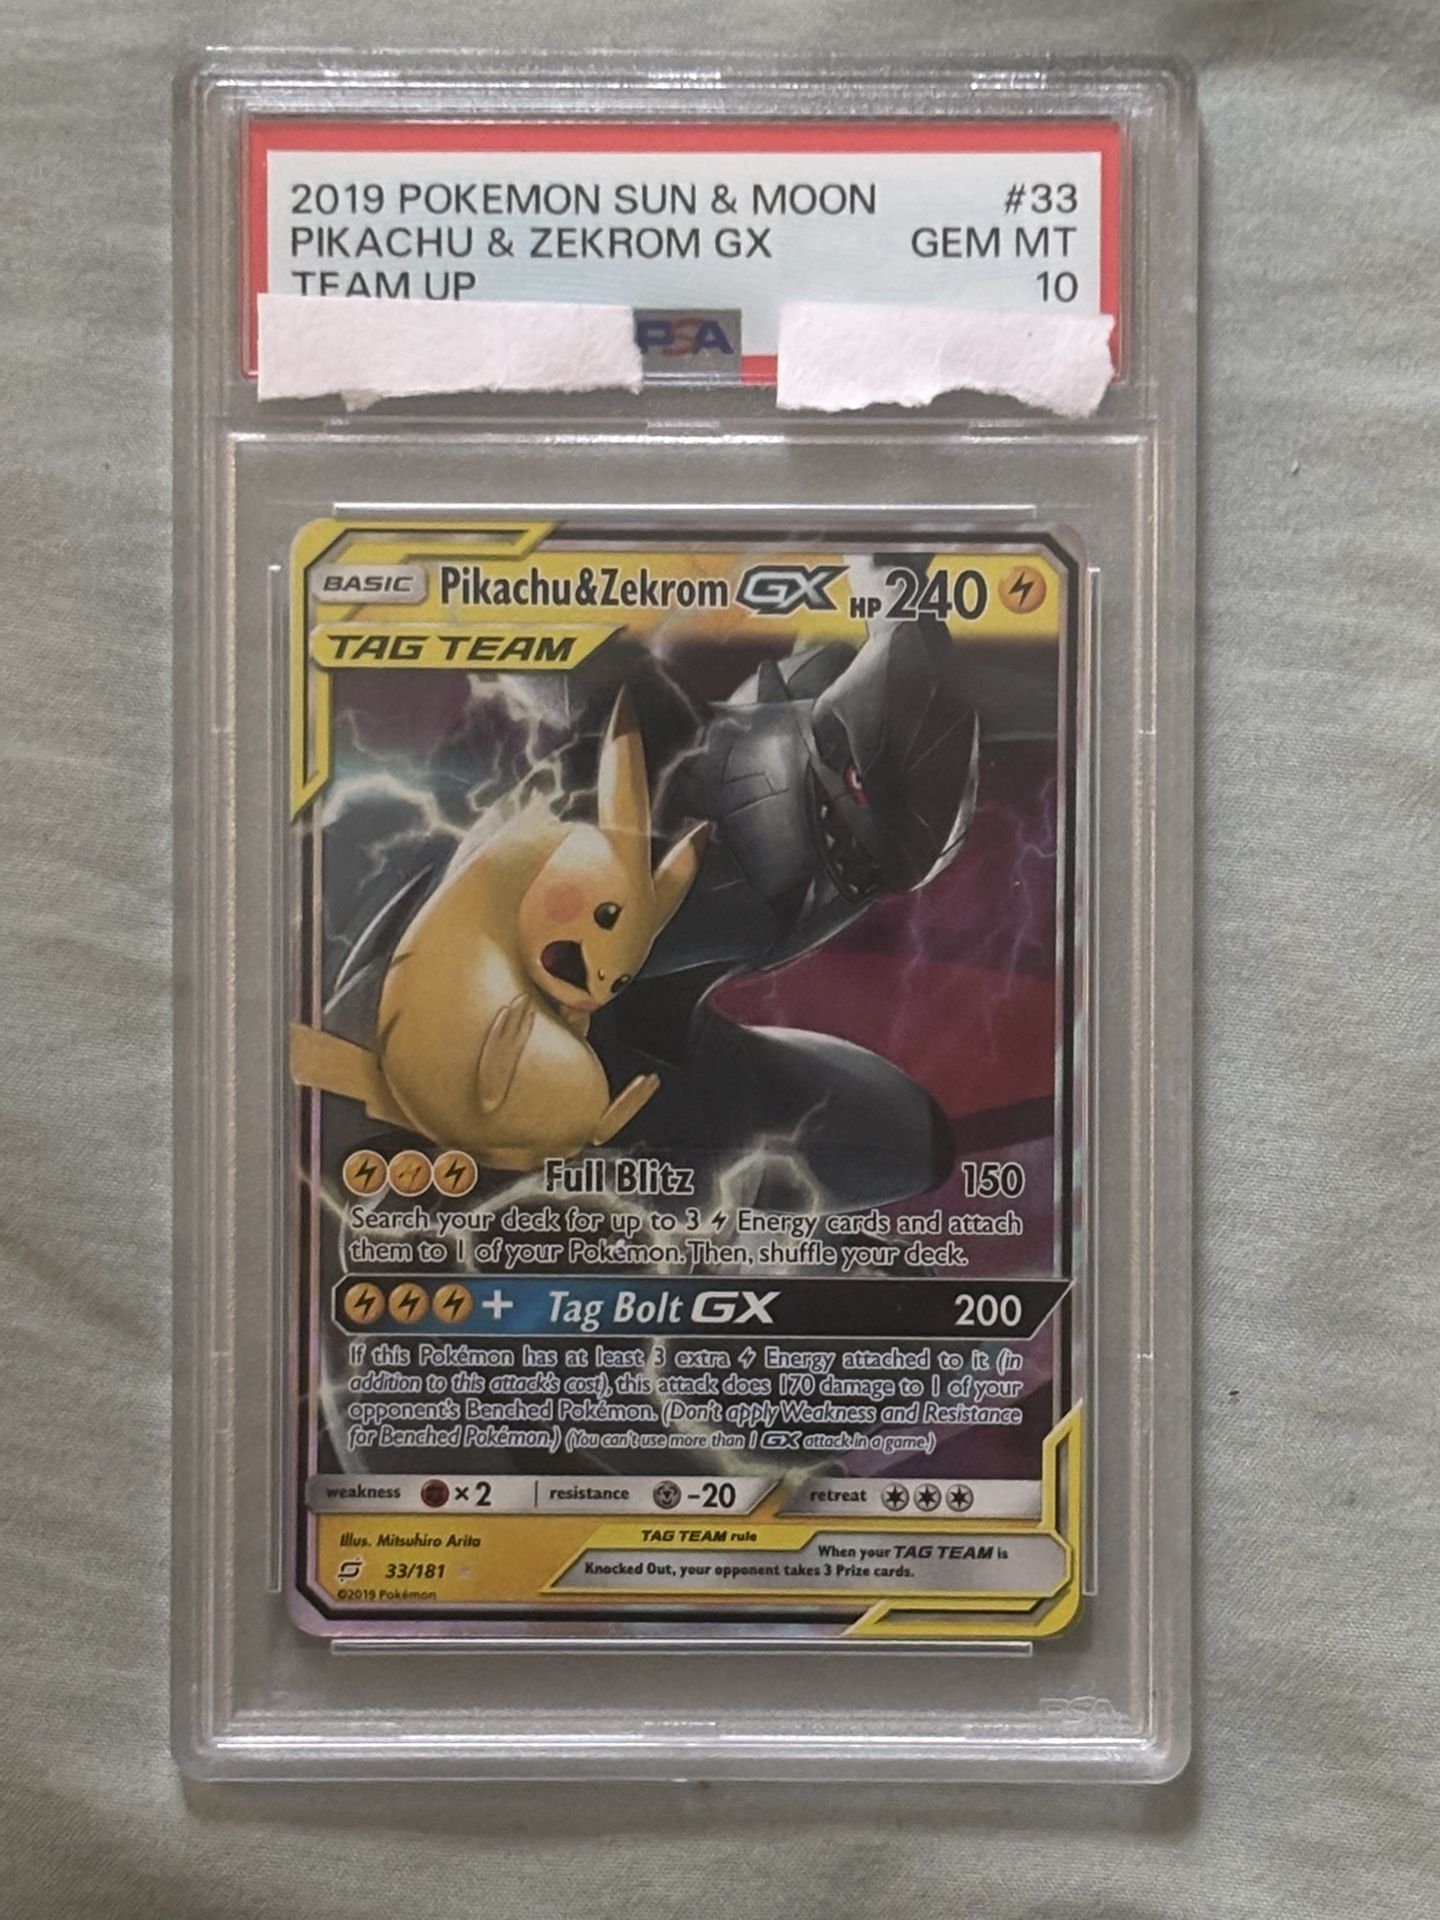 2019 POKEMON SUN & MOON #33
PIKACHU & ZEKROM GX GEM MT
TEAM UP 10
PSA
BASIC Pikachu&Zekrom GX HP 240
TAG TEAM
Full Blitz 150
Search your deck for up to 3 Energy cards and attach
them to 1 of your Pokémon. Then, shuffle your deck.
+ Tag Bolt GX 200
If this Pokémon has at least 3 extra Energy attached to it (in
addition to this attack's cost), this attack does 170 damage to 1 of your
opponent's Benched Pokémon. (Don't apply Weakness and Resistance
for Benched Pokémon.) (You can't use more than 1 GX attack in a game.)
weakness ×2 resistance -20 retreat
Illus. Mitsuhiro Arita
TAG TEAM rule
When your TAG TEAM is
33/181
Knocked Out, your opponent takes 3 Prize cards.
©2019 Pokémon
PSA